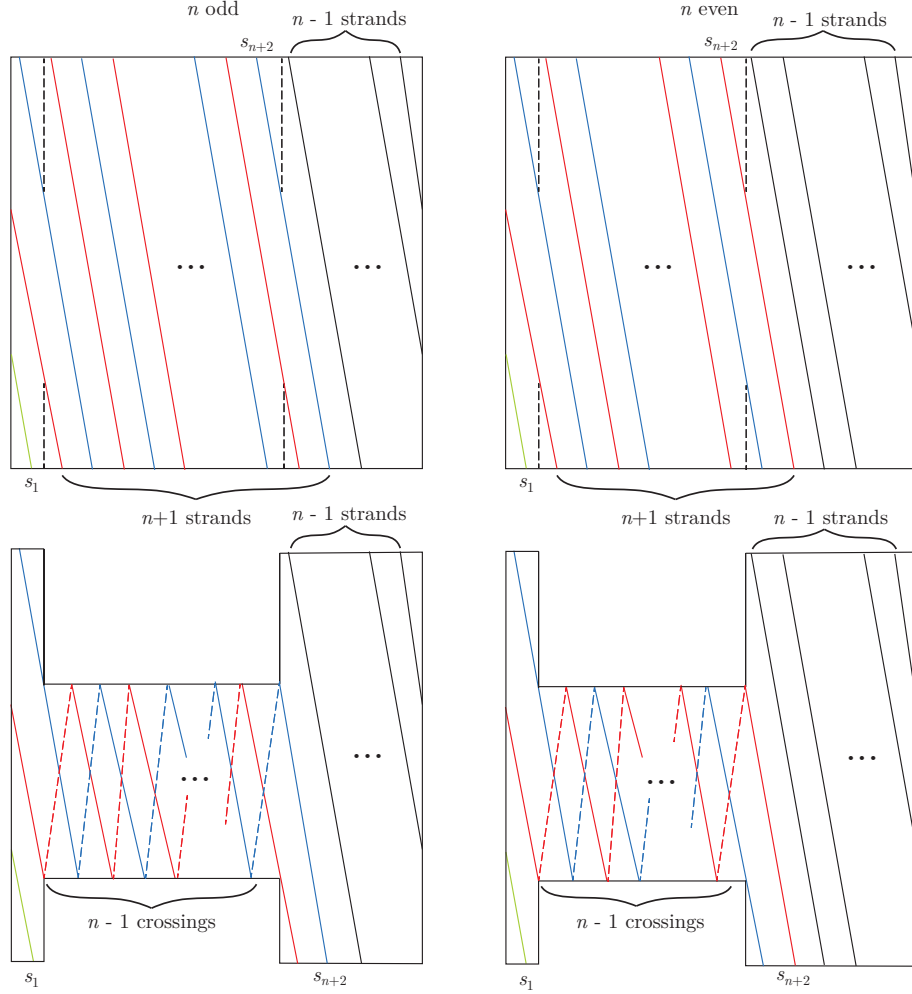 n odd
n - 1 strands
s_{n+2}
n even
n - 1 strands
s_{n+2}
...
...
...
...
s_1
n+1 strands
s_1
n+1 strands
n - 1 strands
n - 1 strands
...
...
...
...
n - 1 crossings
n - 1 crossings
s_1
s_{n+2}
s_1
s_{n+2}